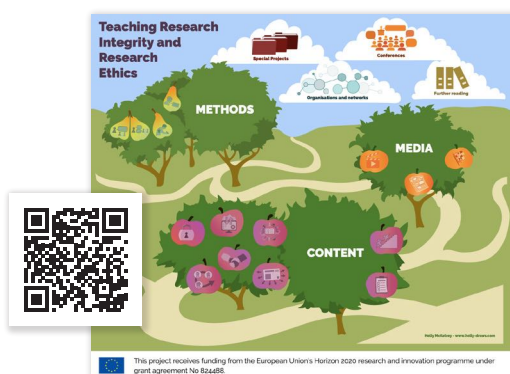 Teaching Research
Integrity and
Research
Ethics
Special Projects
Conferences
Organisations and networks
Further reading
METHODS
MEDIA
CONTENT
This project receives funding from the European Union's Horizon 2020 research and innovation programme under
grant agreement No 824488.